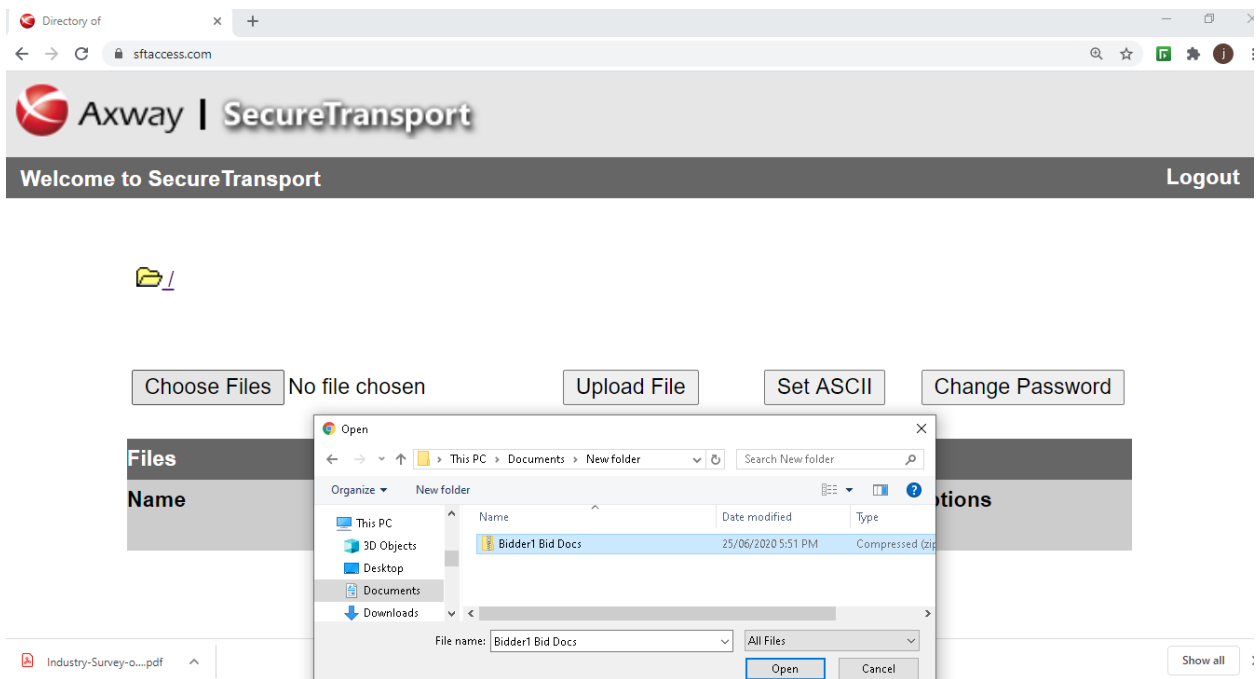 Directory of
sftaccess.com
j
Axway | SecureTransport
Welcome to SecureTransport Logout
/
Choose Files No file chosen Upload File Set ASCII Change Password
Open
Files
This PC > Documents > New folder Search New folder
Organize New folder ?
Name ptions
Name Date modified Type
This PC
Bidder1 Bid Docs 25/06/2020 5:51 PM Compressed (zip
3D Objects
Desktop
Documents
Downloads
File name: Bidder1 Bid Docs All Files
Industry-Survey-o....pdf Show all
Open Cancel